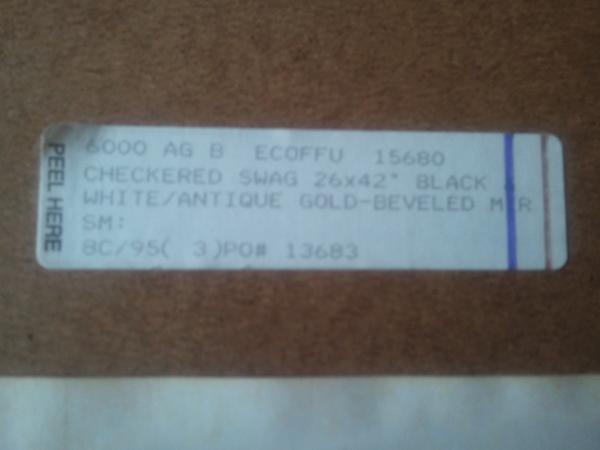 PEEL HERE
6000 AG B ECOFFU 15680
CHECKERED SWAG 26x42" BLACK &
WHITE/ANTIQUE GOLD-BEVELED M R
SM:
8C/95( 3)PO# 13683